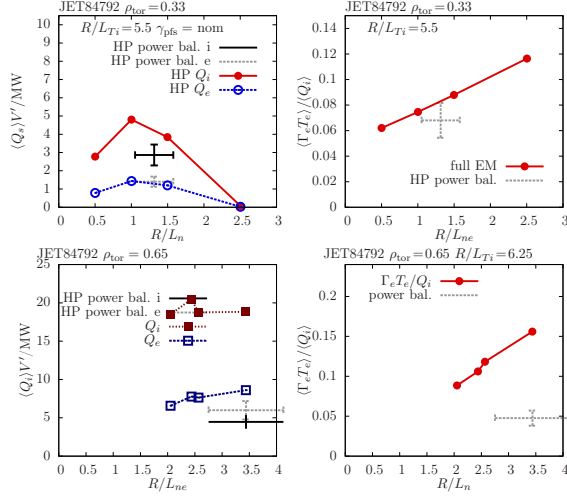 JET84792 ρtor = 0.33
R/LTi = 5.5 γpfs = nom
HP power bal. i
HP power bal. e
HP Qi
HP Qe
⟨Qs⟩V′/MW
10
9
8
7
6
5
4
3
2
1
0
0 0.5 1 1.5 2 2.5 3
R/Ln
JET84792 ρtor = 0.33
R/LTi = 5.5
full EM
HP power bal.
⟨ΓeTe⟩/⟨Qi⟩
0.14
0.12
0.1
0.08
0.06
0.04
0.02
0
0 0.5 1 1.5 2 2.5 3
R/Lne
JET84792 ρtor = 0.65
HP power bal. i
HP power bal. e
Qi
Qe
⟨Qi⟩V′/MW
25
20
15
10
5
0
0 0.5 1 1.5 2 2.5 3 3.5 4
R/Lne
JET84792 ρtor = 0.65 R/LTi = 6.25
ΓeTe/Qi
power bal.
⟨ΓeTe⟩/⟨Qi⟩
0.2
0.15
0.1
0.05
0
0 0.5 1 1.5 2 2.5 3 3.5 4
R/Lne